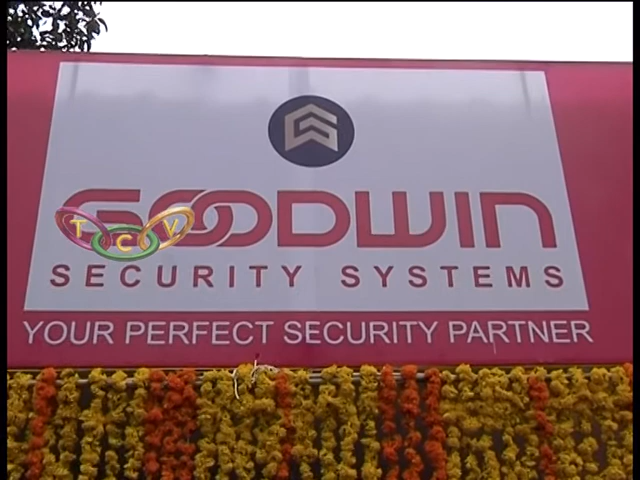 GOODWIN
TCV
SECURITY SYSTEMS
YOUR PERFECT SECURITY PARTNER